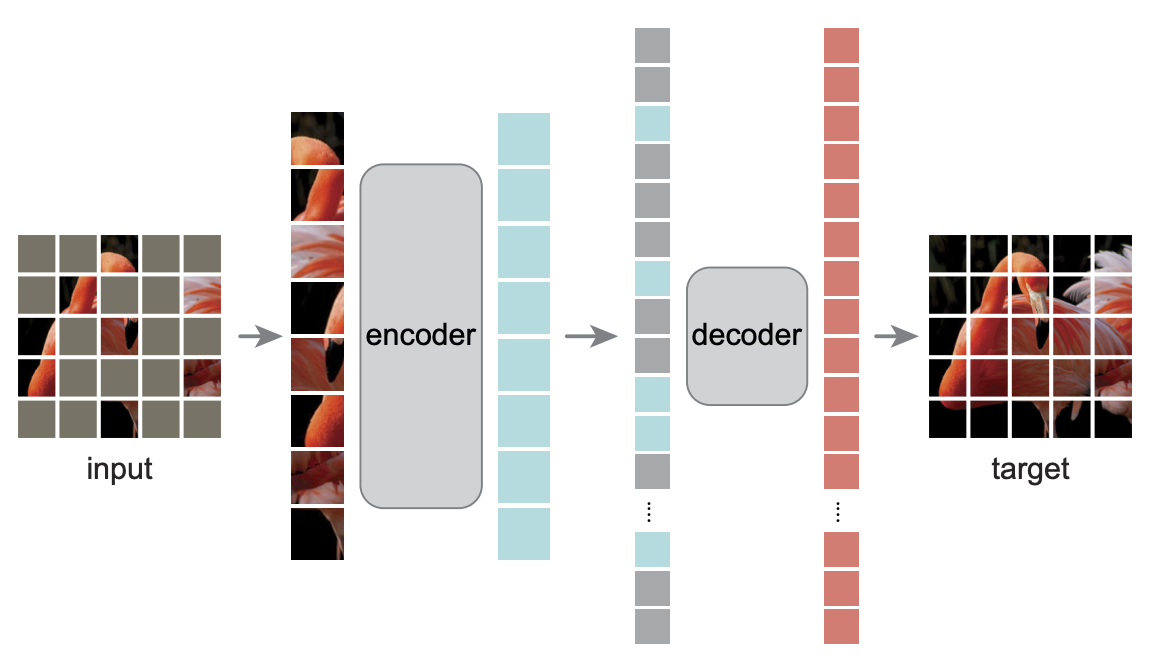 input
encoder
decoder
target